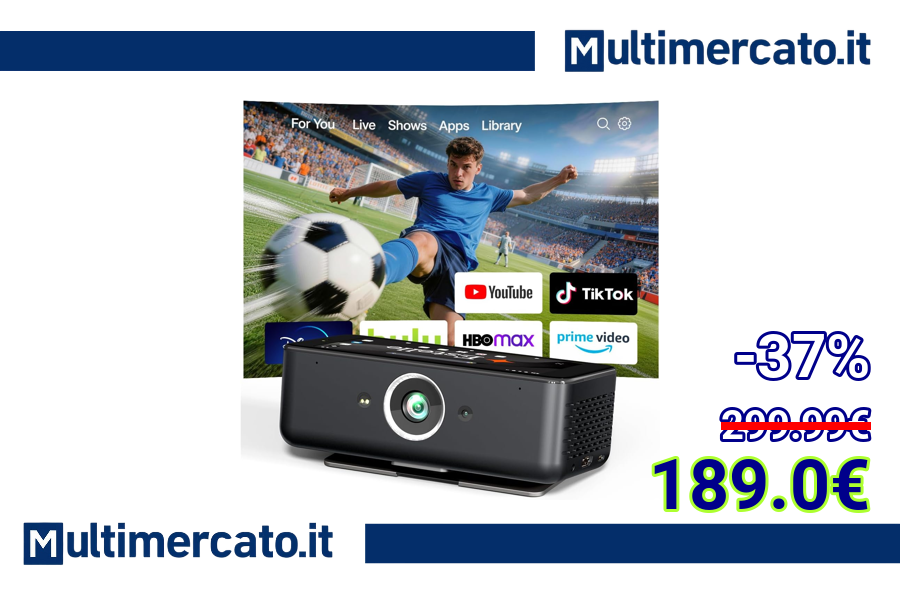 Multimercato.it
For You Live Shows Apps Library
YouTube
TikTok
HBO max
prime video
-37%
299.99€
189.0€
Multimercato.it